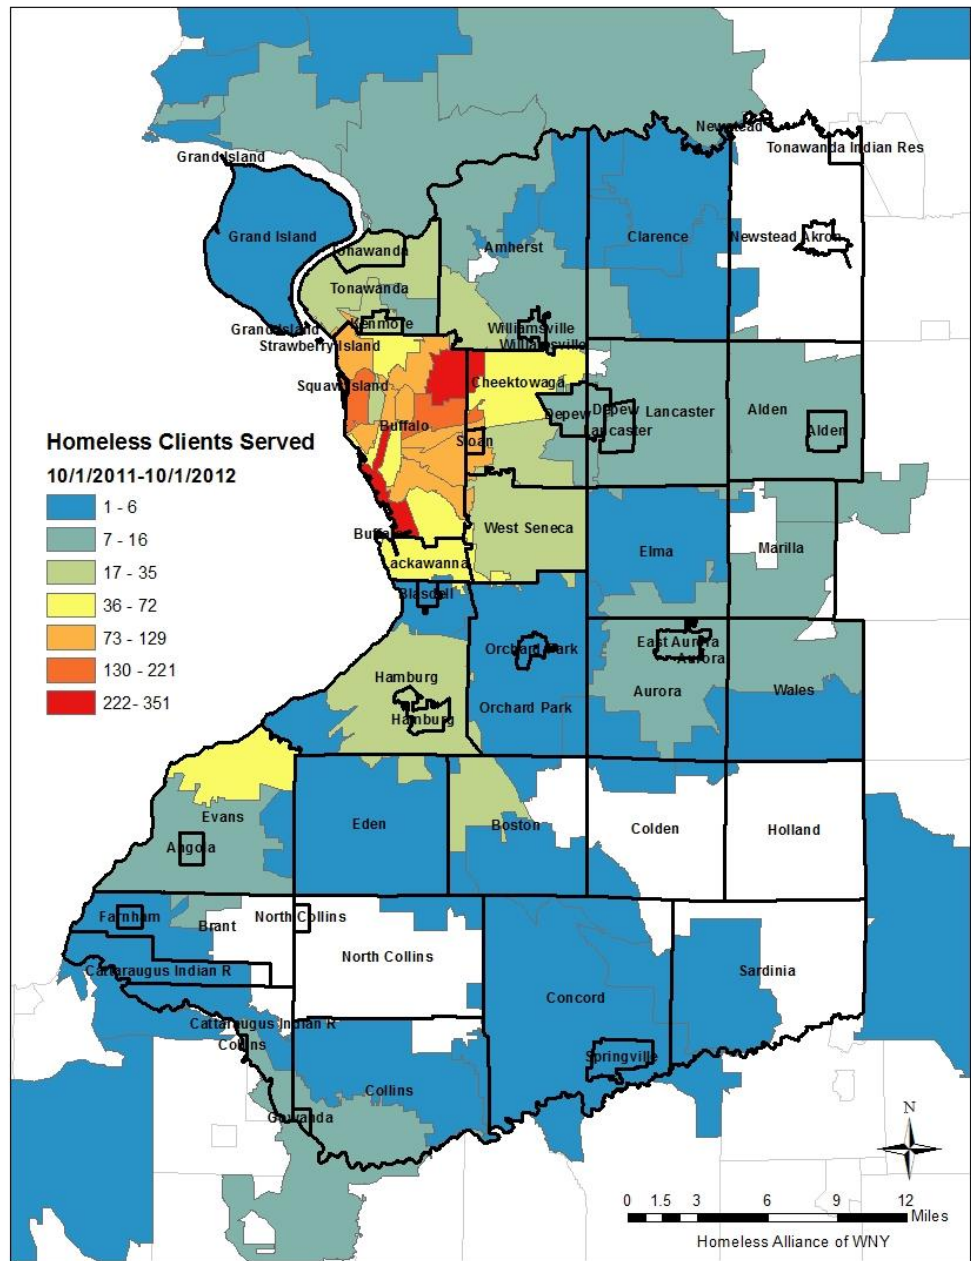 Newstead
Tonawanda Indian Res
Grand Island
Grand Island
Clarence
Newstead Akron
Amherst
Tonawanda
Tonawanda
Kenmore
Grand Island
Strawberry Island
Williamsville
Williamsville
Squaw Island
Cheektowaga
Depew
Depew
Lancaster
Lancaster
Alden
Alden
Buffalo
Sloan
Homeless Clients Served
10/1/2011-10/1/2012
1 - 6
7 - 16
17 - 35
36 - 72
73 - 129
130 - 221
222- 351
West Seneca
Buffalo
Elma
Marilla
Lackawanna
Blasdell
Orchard Park
East Aurora
Aurora
Hamburg
Aurora
Wales
Orchard Park
Hamburg
Evans
Eden
Boston
Colden
Holland
Angola
Farnham
Brant
North Collins
North Collins
Cattaraugus Indian R
Sardinia
Concord
Cattaraugus Indian R
Collins
Springville
Collins
Gowanda
N
0 1.5 3 6 9 12
Miles
Homeless Alliance of WNY